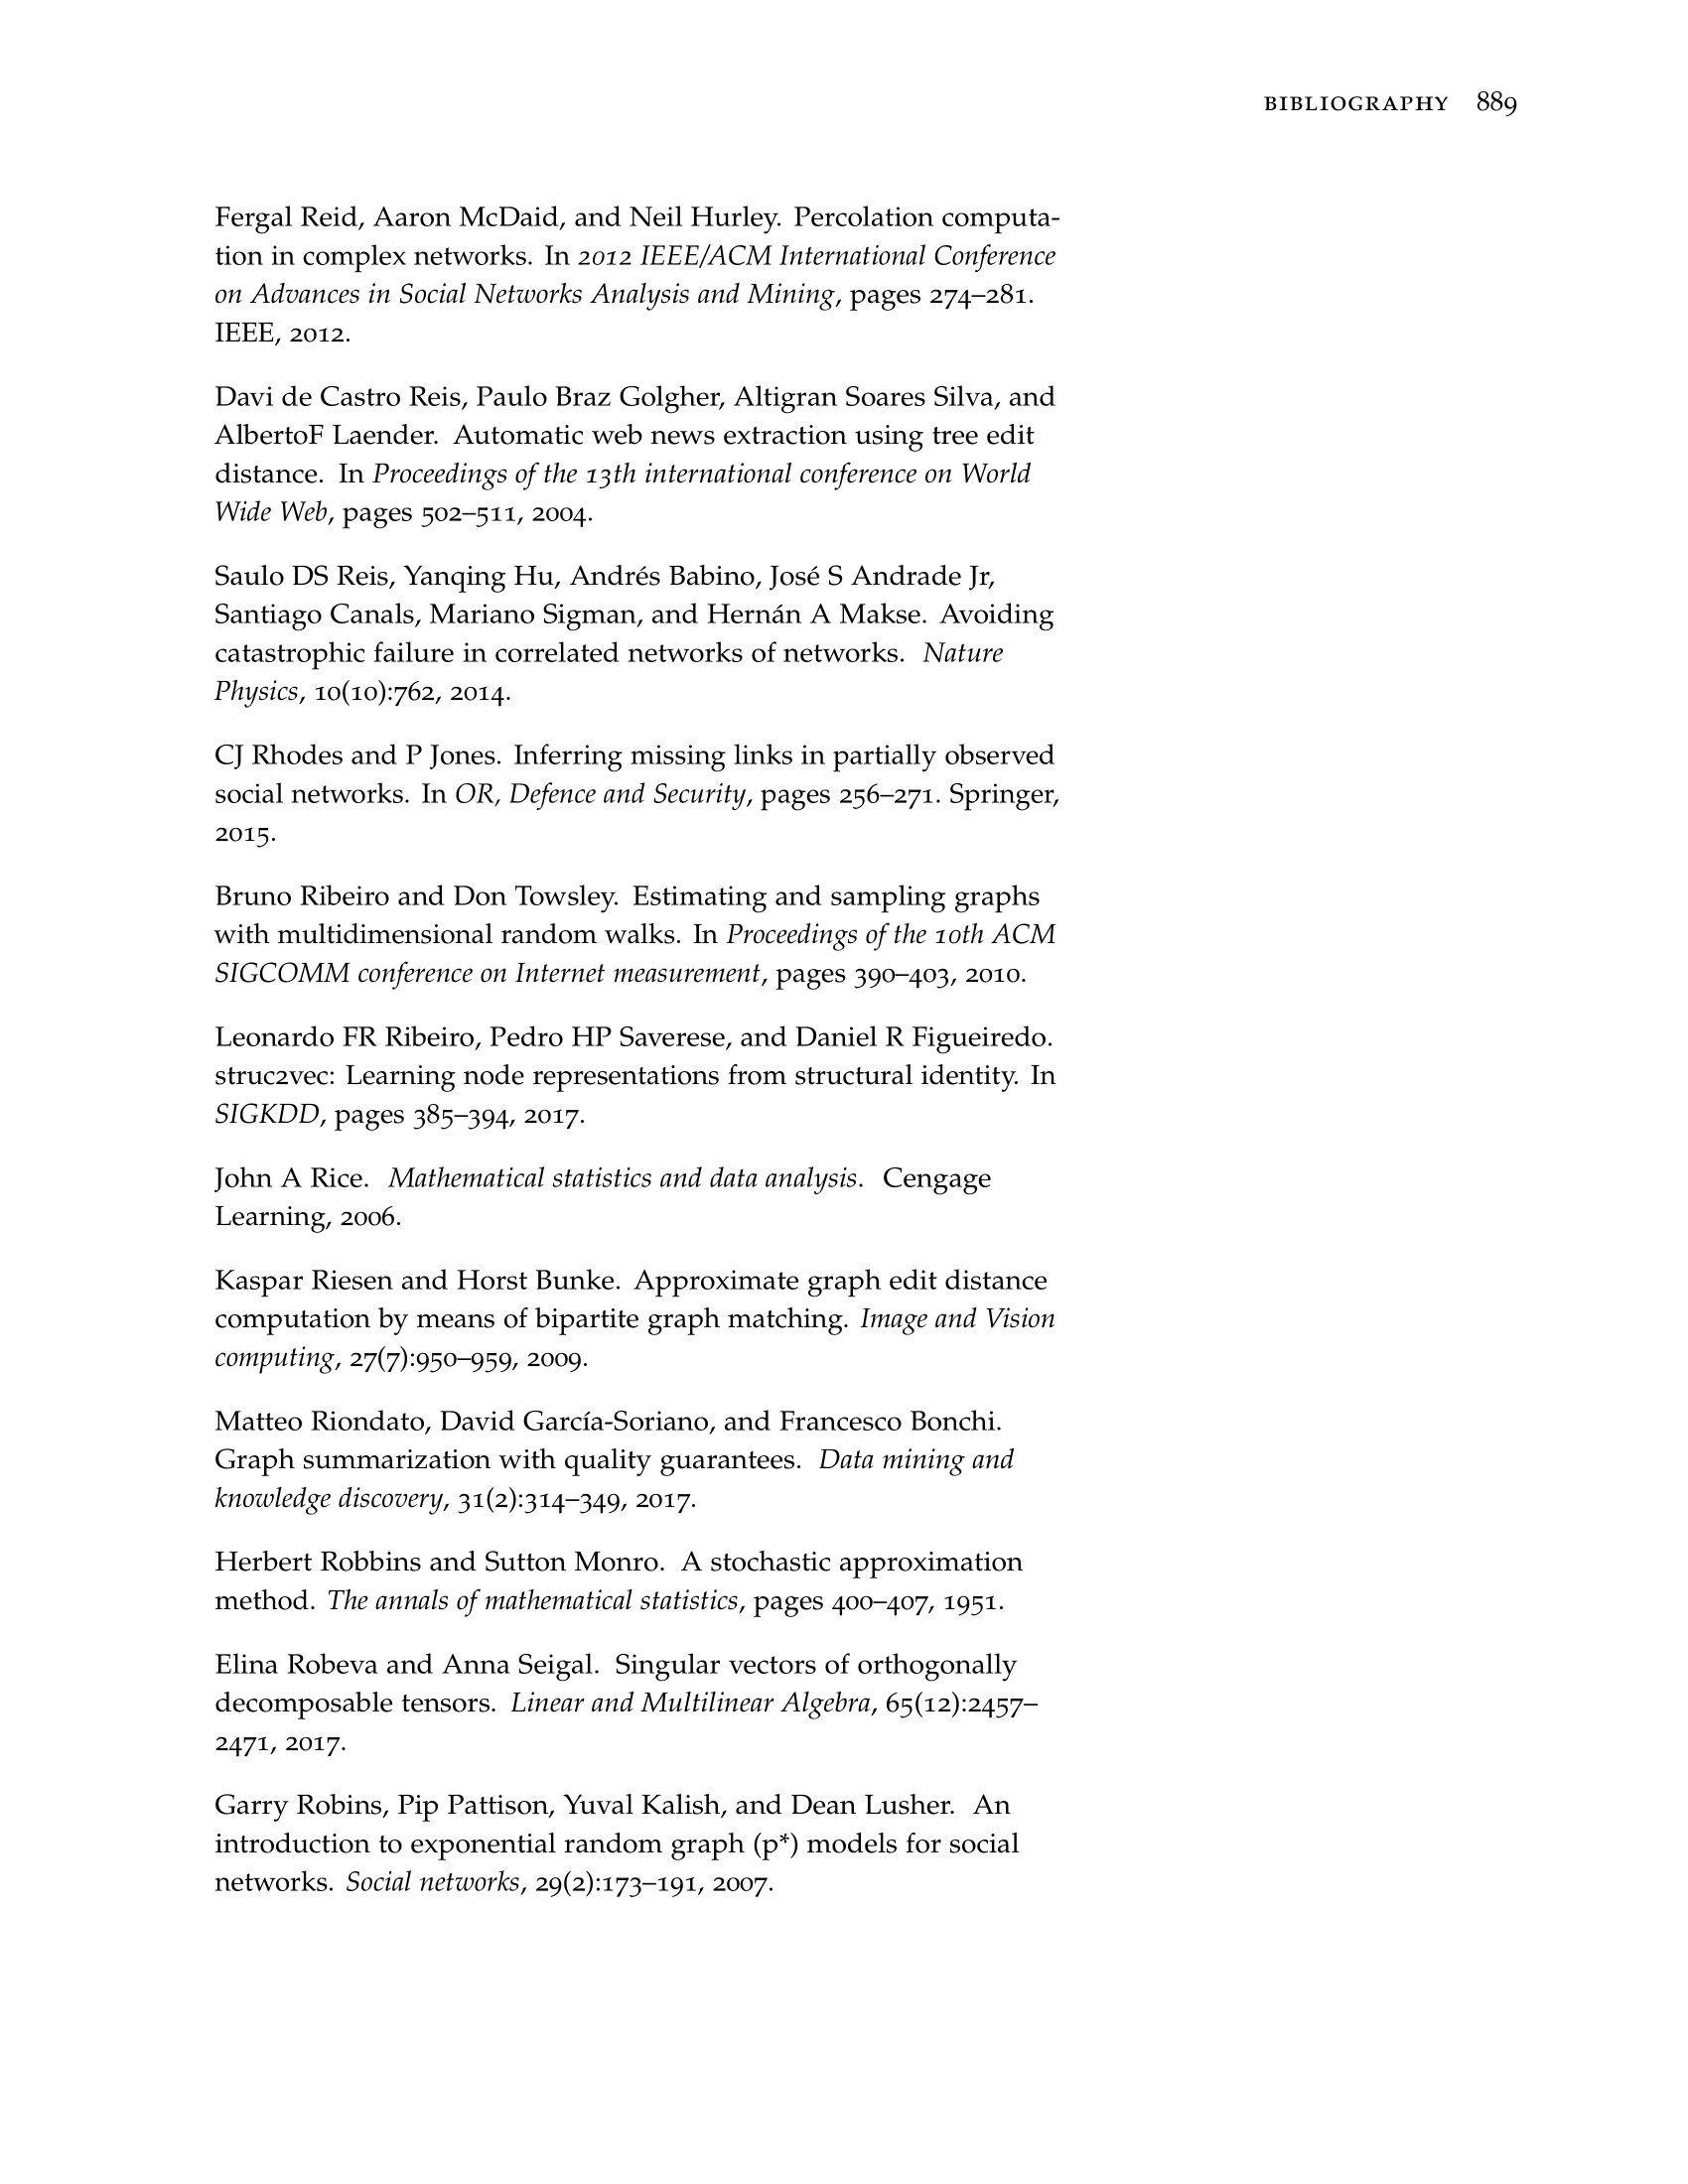 BIBLIOGRAPHY 889
Fergal Reid, Aaron McDaid, and Neil Hurley. Percolation computa-
tion in complex networks. In 2012 IEEE/ACM International Conference
on Advances in Social Networks Analysis and Mining, pages 274–281.
IEEE, 2012.
Davi de Castro Reis, Paulo Braz Golgher, Altigran Soares Silva, and
AlbertoF Laender. Automatic web news extraction using tree edit
distance. In Proceedings of the 13th international conference on World
Wide Web, pages 502–511, 2004.
Saulo DS Reis, Yanqing Hu, Andrés Babino, José S Andrade Jr,
Santiago Canals, Mariano Sigman, and Hernán A Makse. Avoiding
catastrophic failure in correlated networks of networks. Nature
Physics, 10(10):762, 2014.
CJ Rhodes and P Jones. Inferring missing links in partially observed
social networks. In OR, Defence and Security, pages 256–271. Springer,
2015.
Bruno Ribeiro and Don Towsley. Estimating and sampling graphs
with multidimensional random walks. In Proceedings of the 10th ACM
SIGCOMM conference on Internet measurement, pages 390–403, 2010.
Leonardo FR Ribeiro, Pedro HP Saverese, and Daniel R Figueiredo.
struc2vec: Learning node representations from structural identity. In
SIGKDD, pages 385–394, 2017.
John A Rice. Mathematical statistics and data analysis. Cengage
Learning, 2006.
Kaspar Riesen and Horst Bunke. Approximate graph edit distance
computation by means of bipartite graph matching. Image and Vision
computing, 27(7):950–959, 2009.
Matteo Riondato, David García-Soriano, and Francesco Bonchi.
Graph summarization with quality guarantees. Data mining and
knowledge discovery, 31(2):314–349, 2017.
Herbert Robbins and Sutton Monro. A stochastic approximation
method. The annals of mathematical statistics, pages 400–407, 1951.
Elina Robeva and Anna Seigal. Singular vectors of orthogonally
decomposable tensors. Linear and Multilinear Algebra, 65(12):2457–
2471, 2017.
Garry Robins, Pip Pattison, Yuval Kalish, and Dean Lusher. An
introduction to exponential random graph (p*) models for social
networks. Social networks, 29(2):173–191, 2007.